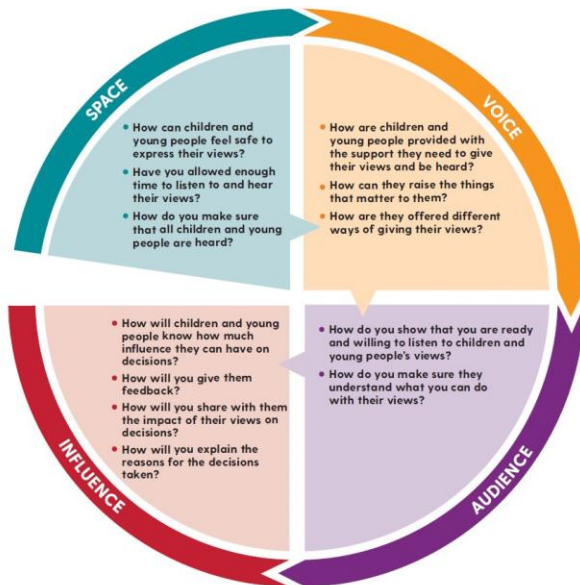 SPACE
• How can children and
young people feel safe to
express their views?
• Have you allowed enough
time to listen to and hear
their views?
• How do you make sure
that all children and young
people are heard?
VOICE
• How are children and
young people provided with
the support they need to give
their views and be heard?
• How can they raise the things
that matter to them?
• How are they offered different
ways of giving their views?
AUDIENCE
• How do you show that you are ready
and willing to listen to children and
young people's views?
• How do you make sure they
understand what you can do
with their views?
INFLUENCE
• How will children and young
people know how much
influence they can have on
decisions?
• How will you give them
feedback?
• How will you share with them
the impact of their views on
decisions?
• How will you explain the
reasons for the decisions
taken?